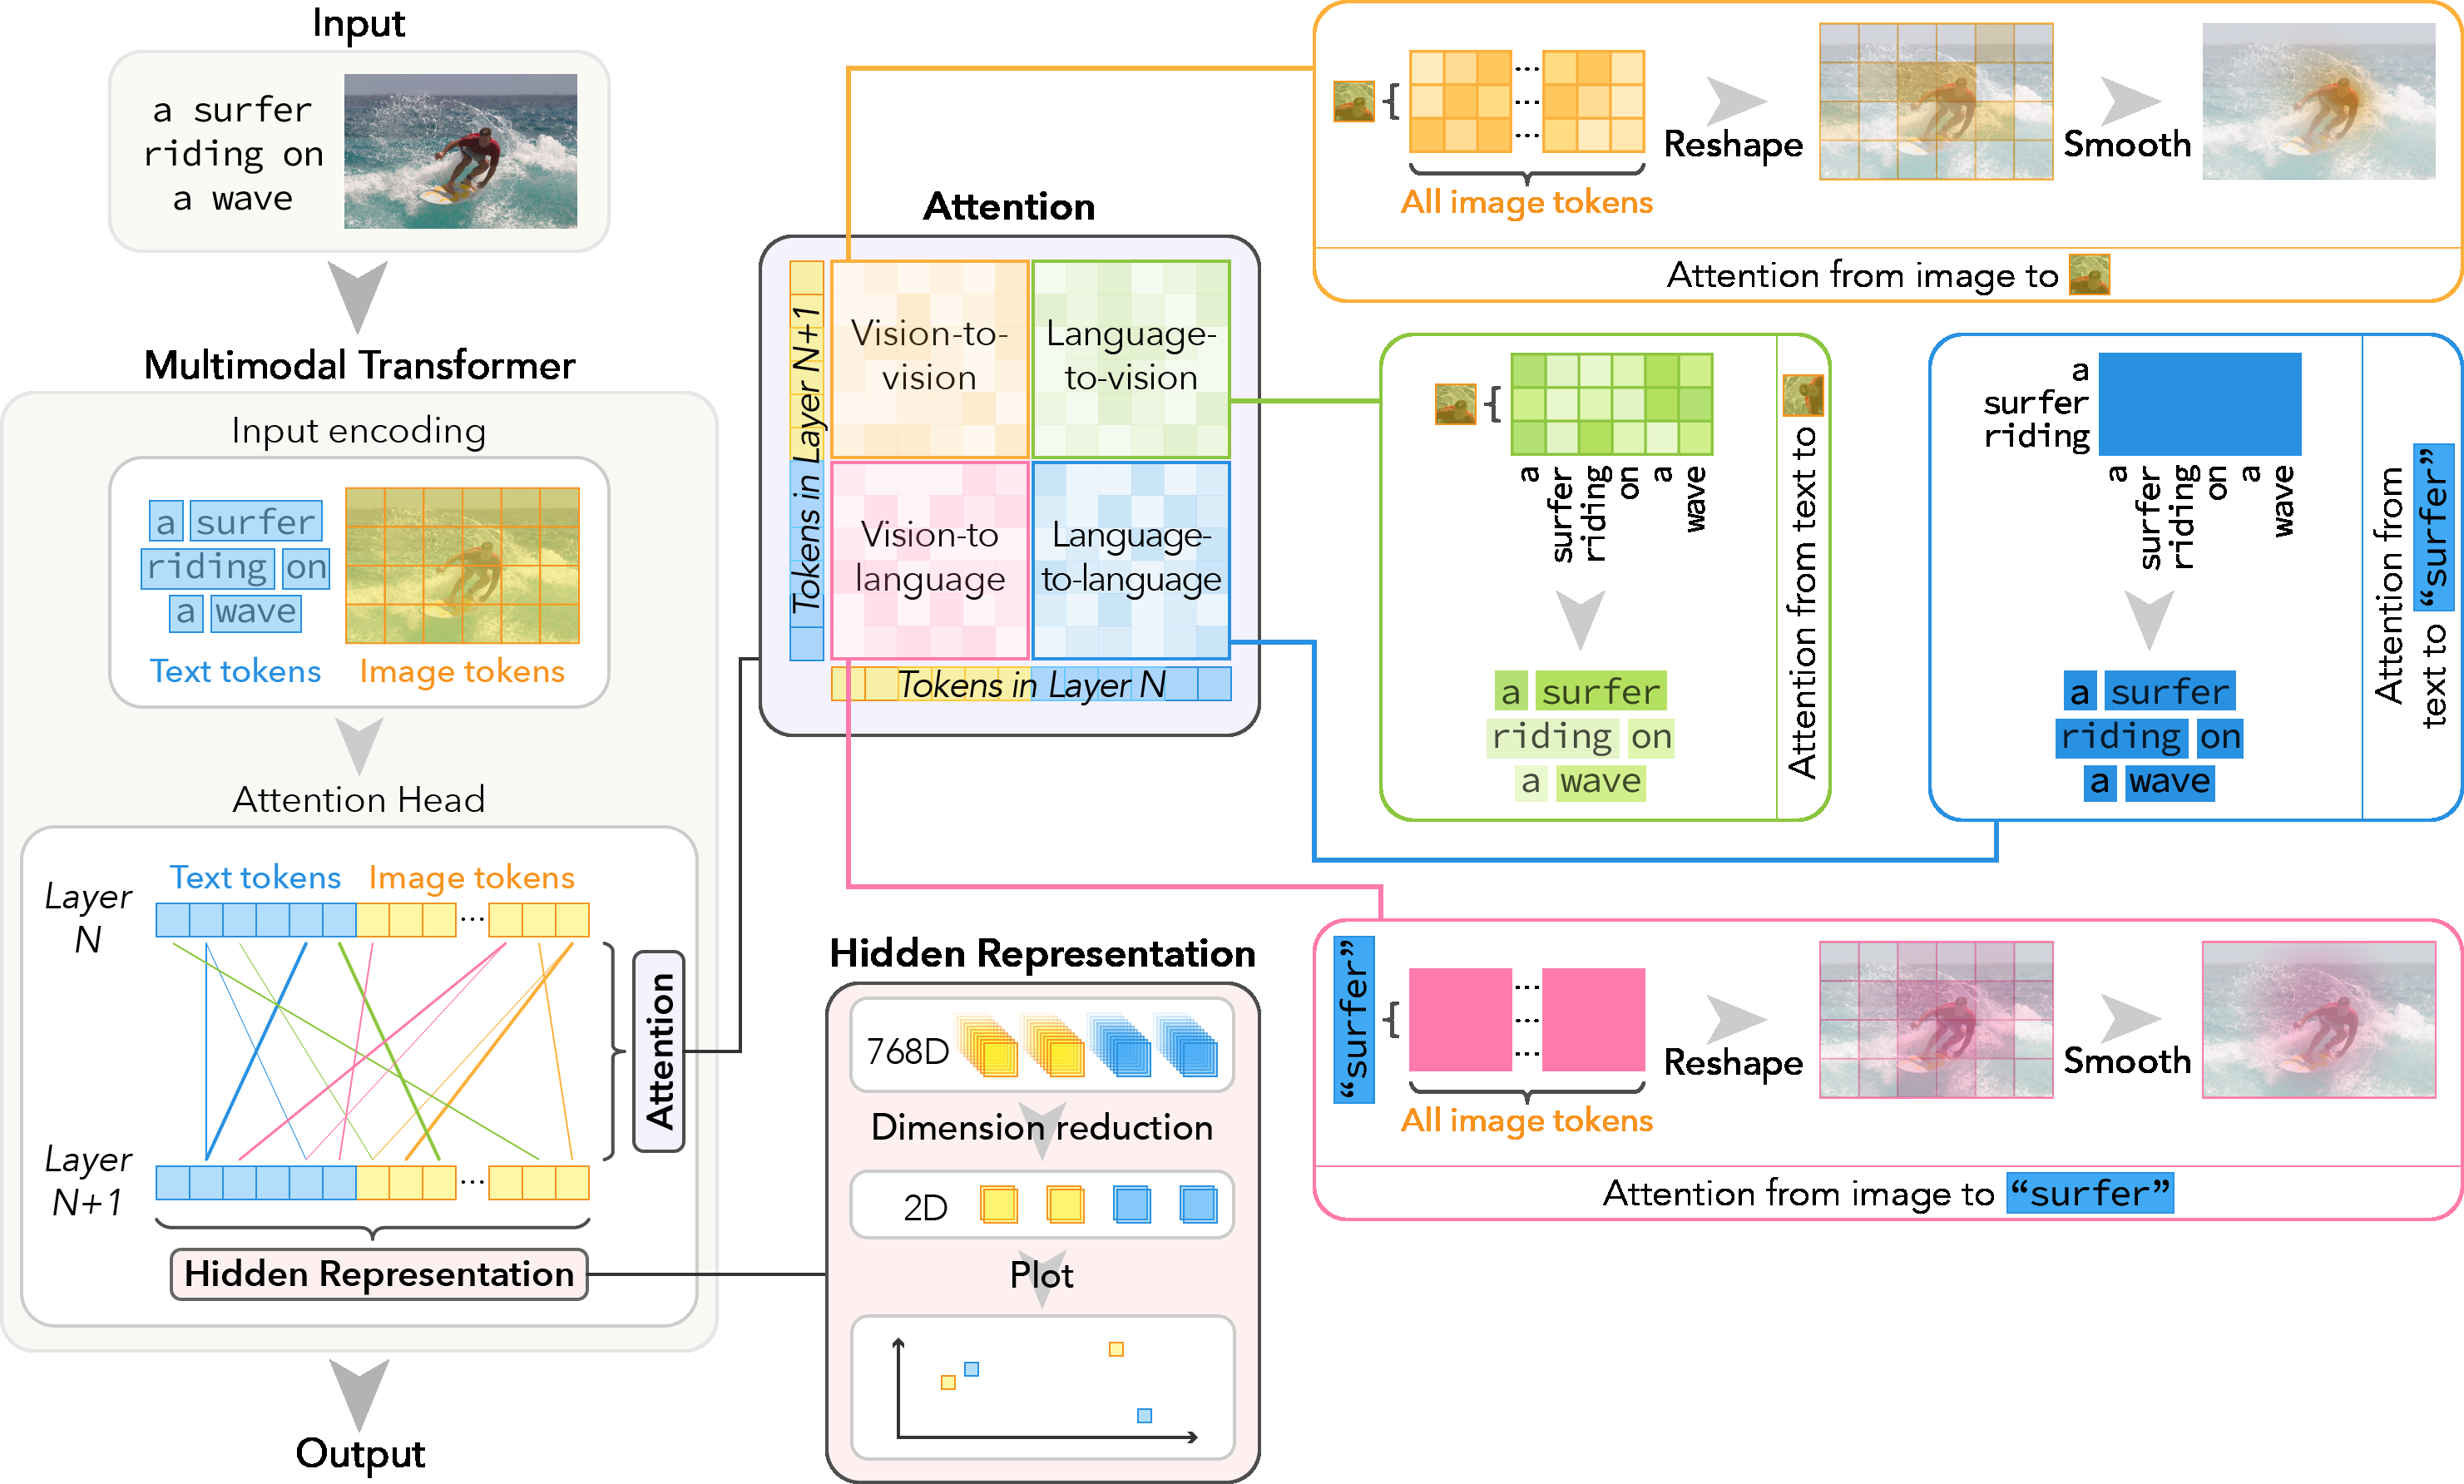 Input
a surfer
riding on
a wave
Multimodal Transformer
Input encoding
a surfer
riding on
a wave
Text tokens
Image tokens
Attention Head
Text tokens
Image tokens
Layer
N
...
Attention
Layer
N+1
...
Hidden Representation
Output
Attention
Tokens in Layer N+1
Vision-to-
vision
Language-
to-vision
Vision-to
language
Language-
to-language
Tokens in Layer N
Hidden Representation
768D
Dimension reduction
2D
Plot
{
...
...
...
All image tokens
Reshape
Smooth
Attention from image to
{
a
surfer
riding
on
a
wave
a surfer
riding on
a wave
Attention from text to
a
surfer
riding
a
surfer
riding
on
a
wave
a surfer
riding on
a wave
Attention from
text to “surfer”
“surfer”
{
...
...
...
All image tokens
Reshape
Smooth
Attention from image to “surfer”